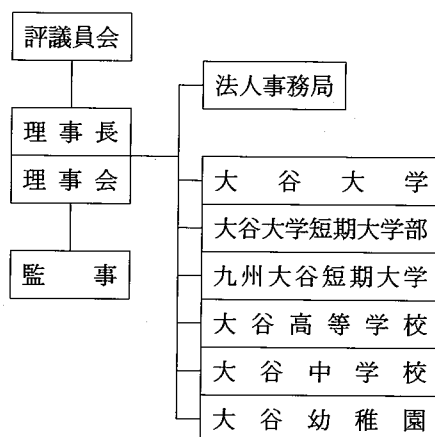 評議員会
理事長
理事会
監事
法人事務局
大谷大学
大谷大学短期大学部
九州大谷短期大学
大谷高等学校
大谷中学校
大谷幼稚園